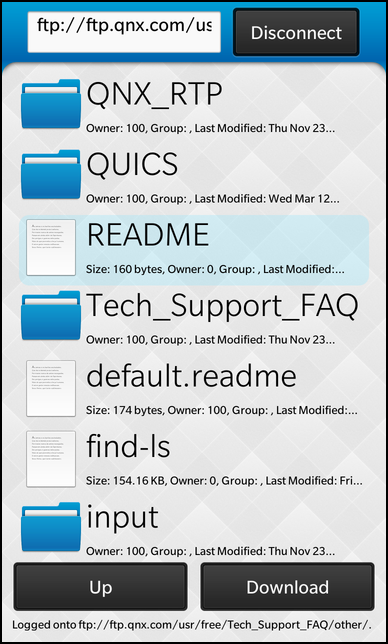 ftp://ftp.qnx.com/us
Disconnect
QNX_RTP
Owner: 100, Group: , Last Modified: Thu Nov 23...
QUICS
Owner: 100, Group: , Last Modified: Wed Mar 12...
README
Size: 160 bytes, Owner: 0, Group: , Last Modified:...
Tech_Support_FAQ
Owner: 100, Group: , Last Modified: Thu Nov 23...
default.readme
Size: 174 bytes, Owner: 100, Group: , Last Modified:...
find-ls
Size: 154.16 KB, Owner: 0, Group: , Last Modified: Fri...
input
Owner: 100, Group: , Last Modified: Thu Nov 23...
Up
Download
Logged onto ftp://ftp.qnx.com/usr/free/Tech_Support_FAQ/other/.